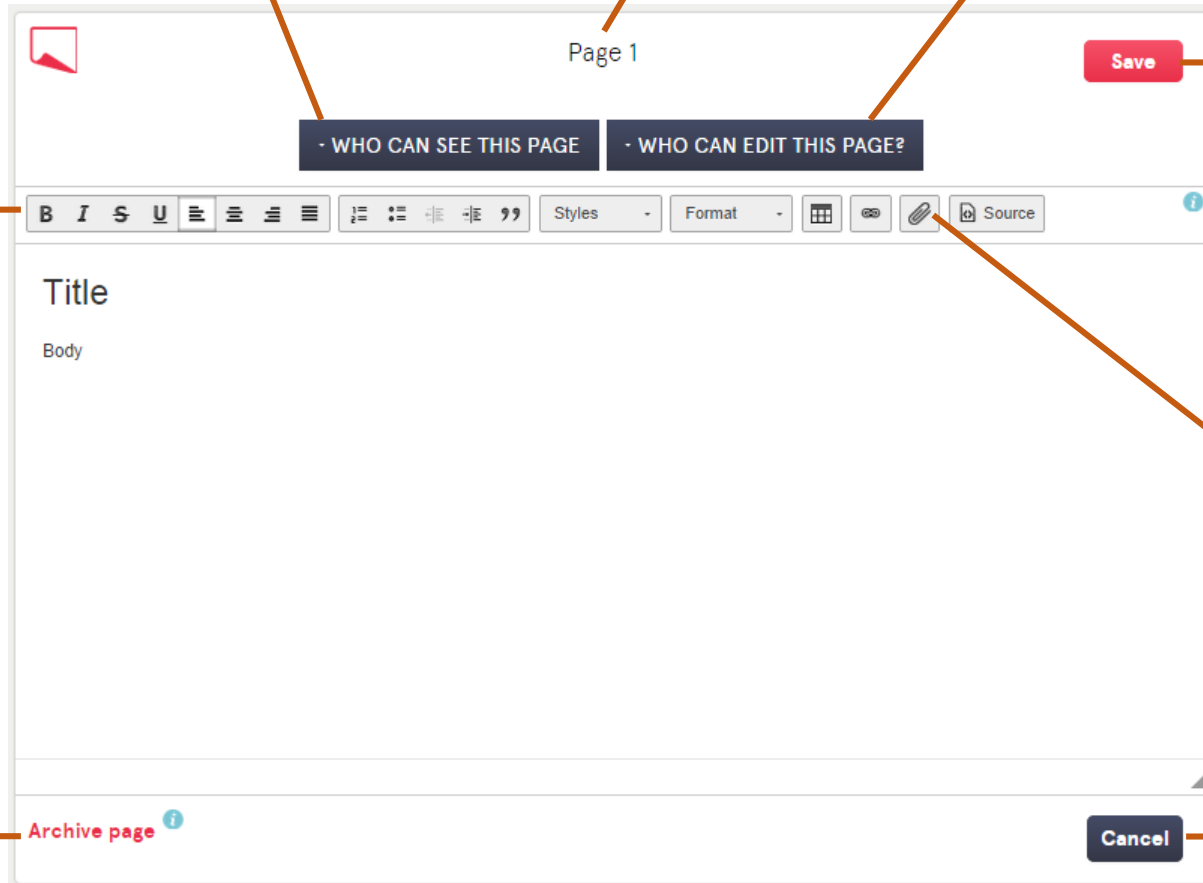 Page 1
Save
- WHO CAN SEE THIS PAGE
- WHO CAN EDIT THIS PAGE?
B I S U Styles - Format - Source
Title
Body
Archive page
Cancel